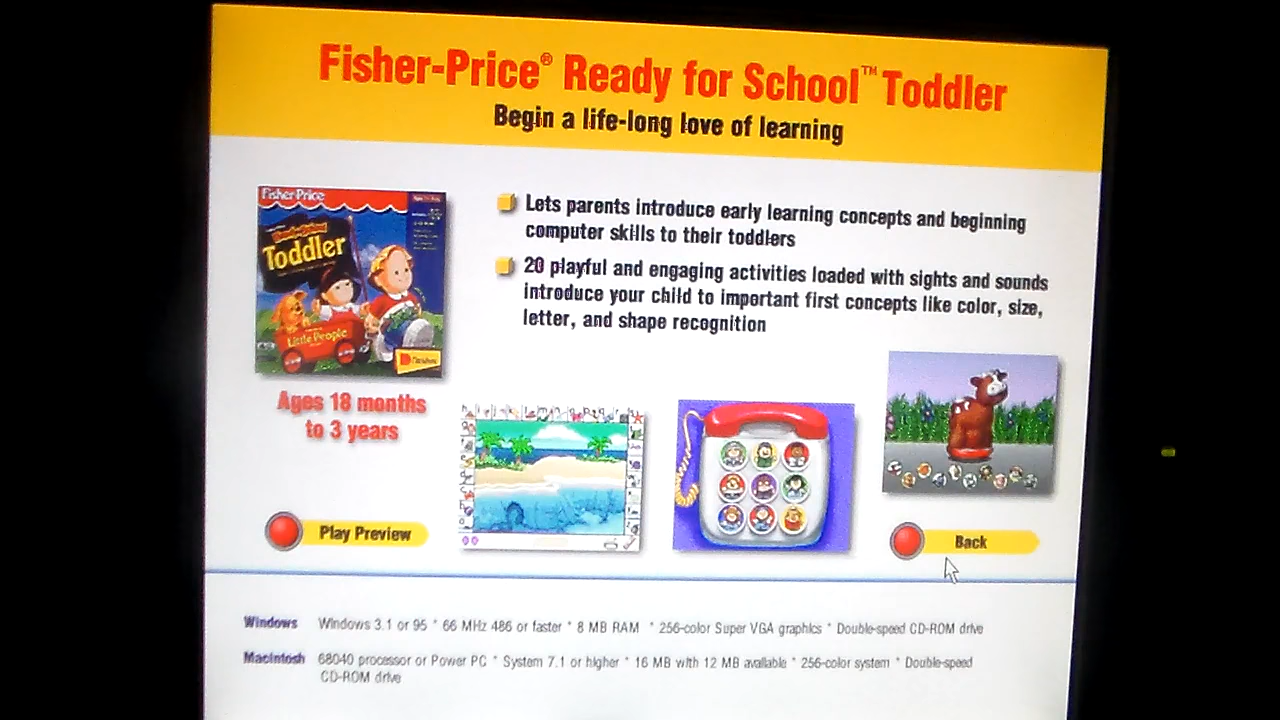 Fisher-Price® Ready for School™ Toddler
Begin a life-long love of learning
Fisher-Price
Toddler
Little People
Lets parents introduce early learning concepts and beginning
computer skills to their toddlers
20 playful and engaging activities loaded with sights and sounds
introduce your child to important first concepts like color, size,
letter, and shape recognition
Ages 18 months
to 3 years
Play Preview
Back
Windows Windows 3.1 or 95 * 66 MHz 486 or faster * 8 MB RAM * 256-color Super VGA graphics * Double-speed CD-ROM drive
Macintosh 68040 processor or Power PC * System 7.1 or higher * 16 MB with 12 MB available * 256-color system * Double-speed
CD-ROM drive